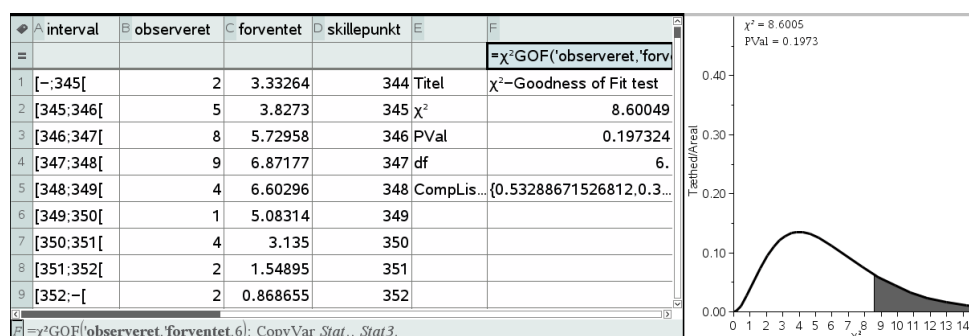 A interval B observeret C forventet D skillepunkt E F
= =χ²GOF('observeret,'forv
1 [−;345[ 2 3.33264 344 Titel χ²−Goodness of Fit test
2 [345;346[ 5 3.8273 345 χ² 8.60049
3 [346;347[ 8 5.72958 346 PVal 0.197324
4 [347;348[ 9 6.87177 347 df 6.
5 [348;349[ 4 6.60296 348 CompLis... {0.53288671526812,0.3...
6 [349;350[ 1 5.08314 349
7 [350;351[ 4 3.135 350
8 [351;352[ 2 1.54895 351
9 [352;−[ 2 0.868655 352
F =χ²GOF('observeret,'forventet,6): CopyVar Stat., Stat3.
χ² = 8.6005
PVal = 0.1973
Tæthed/Areal
0.40
0.30
0.20
0.10
0.00
0 1 2 3 4 5 6 7 8 9 10 11 12 13 14
χ²